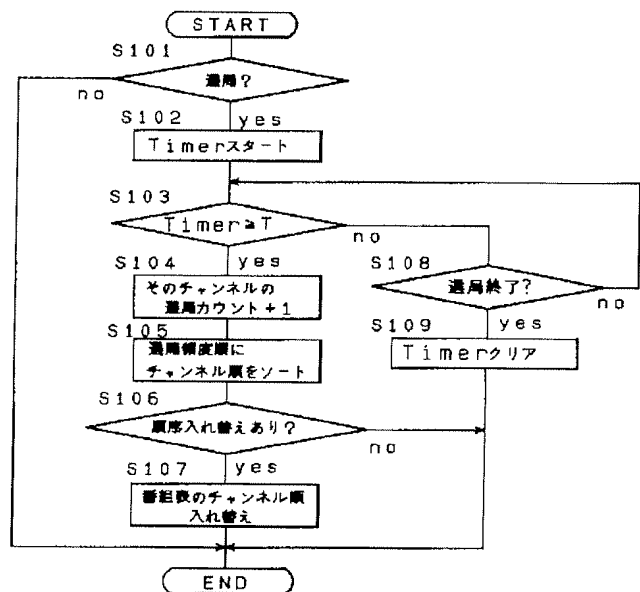 START
S101
選局？
no
yes
S102
Timerスタート
S103
Timer≧T
no
yes
S104
そのチャンネルの
選局カウント＋1
S108
選局終了？
no
yes
S105
選局頻度順に
チャンネル順をソート
S109
Timerクリア
S106
順序入れ替えあり？
no
yes
S107
番組表のチャンネル順
入れ替え
END